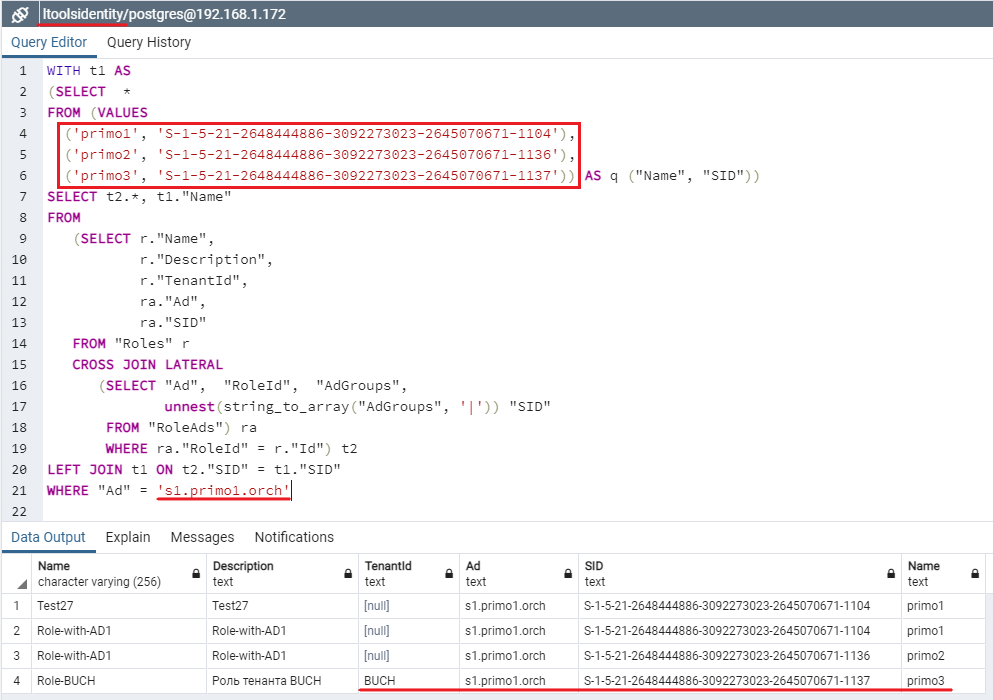 ltoolsidentity/postgres@192.168.1.172
Query Editor Query History
1 WITH t1 AS
2 (SELECT *
3 FROM (VALUES
4 ('primo1', 'S-1-5-21-2648444886-3092273023-2645070671-1104'),
5 ('primo2', 'S-1-5-21-2648444886-3092273023-2645070671-1136'),
6 ('primo3', 'S-1-5-21-2648444886-3092273023-2645070671-1137')) AS q ("Name", "SID"))
7 SELECT t2.*, t1."Name"
8 FROM
9 (SELECT r."Name",
10 r."Description",
11 r."TenantId",
12 ra."Ad",
13 ra."SID"
14 FROM "Roles" r
15 CROSS JOIN LATERAL
16 (SELECT "Ad", "RoleId", "AdGroups",
17 unnest(string_to_array("AdGroups", '|')) "SID"
18 FROM "RoleAds") ra
19 WHERE ra."RoleId" = r."Id") t2
20 LEFT JOIN t1 ON t2."SID" = t1."SID"
21 WHERE "Ad" = 's1.primo1.orch'
22
Data Output Explain Messages Notifications
Name Description TenantId Ad SID Name
character varying (256) text text text text text
1 Test27 Test27 [null] s1.primo1.orch S-1-5-21-2648444886-3092273023-2645070671-1104 primo1
2 Role-with-AD1 Role-with-AD1 [null] s1.primo1.orch S-1-5-21-2648444886-3092273023-2645070671-1104 primo1
3 Role-with-AD1 Role-with-AD1 [null] s1.primo1.orch S-1-5-21-2648444886-3092273023-2645070671-1136 primo2
4 Role-BUCH Роль тенанта BUCH BUCH s1.primo1.orch S-1-5-21-2648444886-3092273023-2645070671-1137 primo3